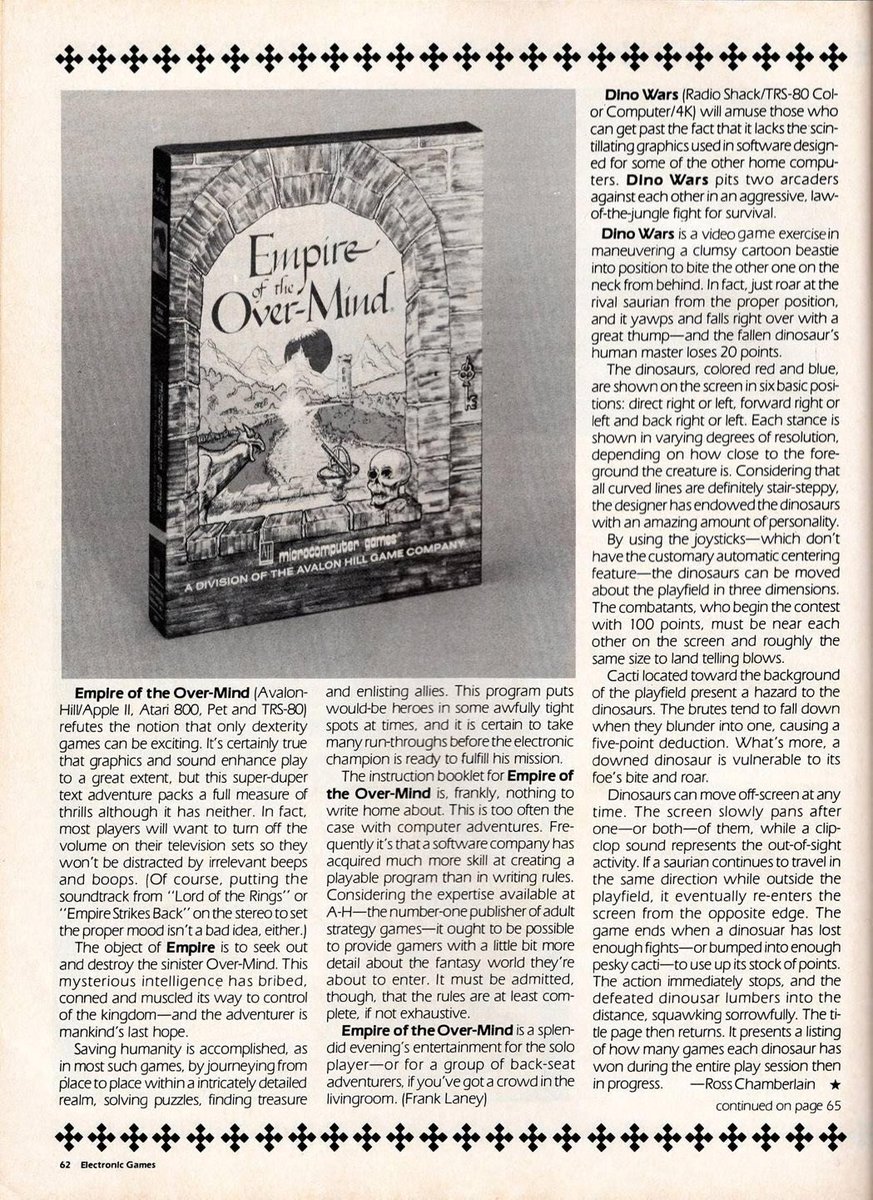 Empire
of the
Over-Mind
microcomputer games
A DIVISION OF THE AVALON HILL GAME COMPANY
Empire of the Over-Mind (Avalon-
Hill/Apple II, Atari 800, Pet and TRS-80)
refutes the notion that only dexterity
games can be exciting. It's certainly true
that graphics and sound enhance play
to a great extent, but this super-duper
text adventure packs a full measure of
thrills although it has neither. In fact,
most players will want to turn off the
volume on their television sets so they
won't be distracted by irrelevant beeps
and boops. (Of course, putting the
soundtrack from "Lord of the Rings" or
"Empire Strikes Back" on the stereo to set
the proper mood isn't a bad idea, either.)
The object of Empire is to seek out
and destroy the sinister Over-Mind. This
mysterious intelligence has bribed,
conned and muscled its way to control
of the kingdom—and the adventurer is
mankind's last hope.
Saving humanity is accomplished, as
in most such games, by journeying from
place to place within a intricately detailed
realm, solving puzzles, finding treasure
and enlisting allies. This program puts
would-be heroes in some awfully tight
spots at times, and it is certain to take
many run-throughs before the electronic
champion is ready to fulfill his mission.
The instruction booklet for Empire of
the Over-Mind is, frankly, nothing to
write home about. This is too often the
case with computer adventures. Fre-
quently it's that a software company has
acquired much more skill at creating a
playable program than in writing rules.
Considering the expertise available at
A-H—the number-one publisher of adult
strategy games—it ought to be possible
to provide gamers with a little bit more
detail about the fantasy world they're
about to enter. It must be admitted,
though, that the rules are at least com-
plete, if not exhaustive.
Empire of the Over-Mind is a splen-
did evening's entertainment for the solo
player—or for a group of back-seat
adventurers, if you've got a crowd in the
livingroom. (Frank Laney)
Dino Wars (Radio Shack/TRS-80 Col-
or Computer/4K) will amuse those who
can get past the fact that it lacks the scin-
tillating graphics used in software design-
ed for some of the other home compu-
ters. Dino Wars pits two arcaders
against each other in an aggressive, law-
of-the-jungle fight for survival.
Dino Wars is a video game exercise in
maneuvering a clumsy cartoon beastie
into position to bite the other one on the
neck from behind. In fact, just roar at the
rival saurian from the proper position,
and it yawps and falls right over with a
great thump—and the fallen dinosaur's
human master loses 20 points.
The dinosaurs, colored red and blue,
are shown on the screen in six basic posi-
tions: direct right or left, forward right or
left and back right or left. Each stance is
shown in varying degrees of resolution,
depending on how close to the fore-
ground the creature is. Considering that
all curved lines are definitely stair-steppy,
the designer has endowed the dinosaurs
with an amazing amount of personality.
By using the joysticks—which don't
have the customary automatic centering
feature—the dinosaurs can be moved
about the playfield in three dimensions.
The combatants, who begin the contest
with 100 points, must be near each
other on the screen and roughly the
same size to land telling blows.
Cacti located toward the background
of the playfield present a hazard to the
dinosaurs. The brutes tend to fall down
when they blunder into one, causing a
five-point deduction. What's more, a
downed dinosaur is vulnerable to its
foe's bite and roar.
Dinosaurs can move off-screen at any
time. The screen slowly pans after
one—or both—of them, while a clip-
clop sound represents the out-of-sight
activity. If a saurian continues to travel in
the same direction while outside the
playfield, it eventually re-enters the
screen from the opposite edge. The
game ends when a dinosuar has lost
enough fights—or bumped into enough
pesky cacti—to use up its stock of points.
The action immediately stops, and the
defeated dinousar lumbers into the
distance, squawking sorrowfully. The ti-
tle page then returns. It presents a listing
of how many games each dinosaur has
won during the entire play session then
in progress. —Ross Chamberlain ★
continued on page 65
62 Electronic Games